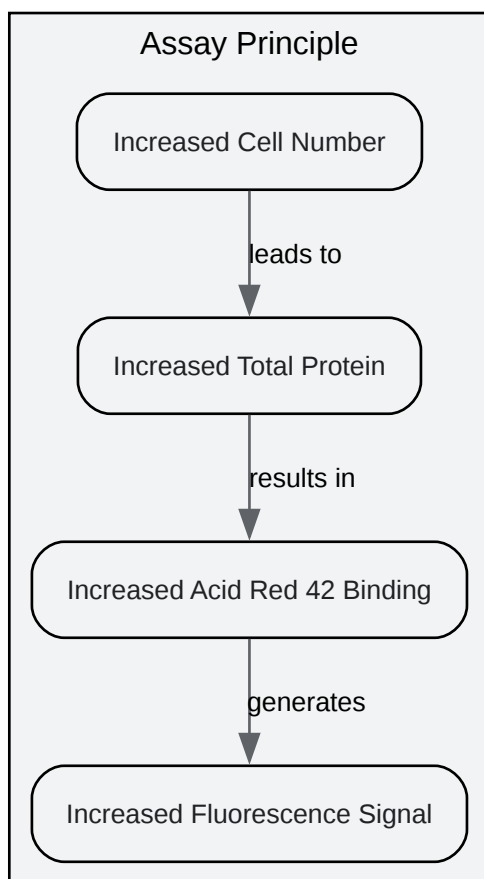 Assay Principle
Increased Cell Number
leads to
Increased Total Protein
results in
Increased Acid Red 42 Binding
generates
Increased Fluorescence Signal